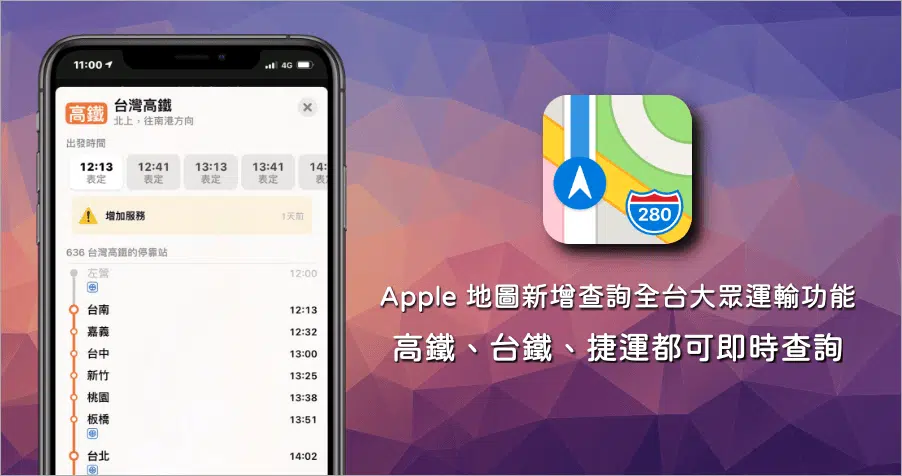 11:00
4G
高鐵
台灣高鐵
北上，往南港方向
出發時間
12:13 12:41 13:13 13:41 14:
表定 表定 表定 表定 表
增加服務 1天前
636 台灣高鐵的停靠站
左營 12:00
台南 12:13
嘉義 12:32
台中 13:00
新竹 13:25
桃園 13:38
板橋 13:51
台北 14:02
280
Apple 地圖新增查詢全台大眾運輸功能
高鐵、台鐵、捷運都可即時查詢